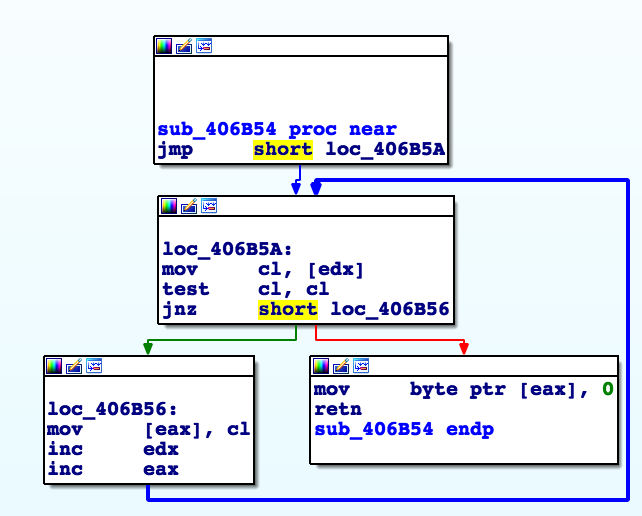 sub_406B54 proc near
jmp short loc_406B5A
loc_406B5A:
mov cl, [edx]
test cl, cl
jnz short loc_406B56
loc_406B56:
mov [eax], cl
inc edx
inc eax
mov byte ptr [eax], 0
retn
sub_406B54 endp